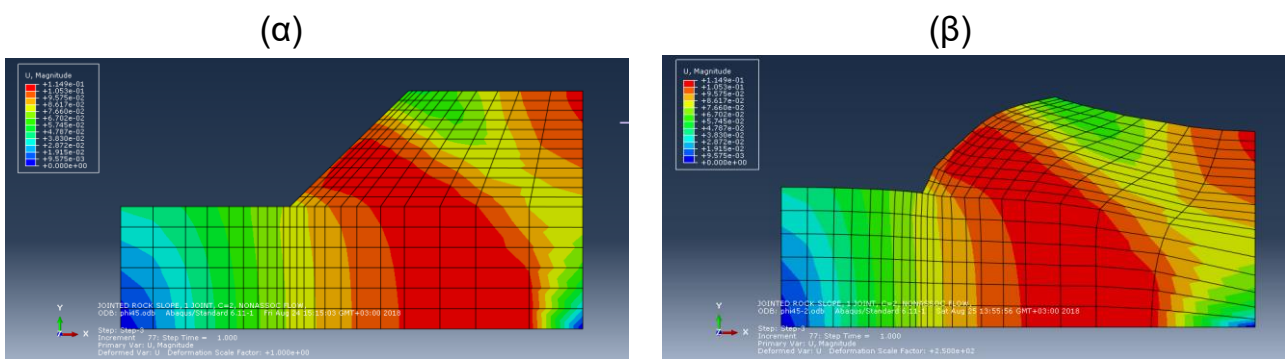 (α)
U, Magnitude
+1.149e-01
+1.053e-01
+9.575e-02
+8.617e-02
+7.660e-02
+6.702e-02
+5.745e-02
+4.787e-02
+3.830e-02
+2.872e-02
+1.915e-02
+9.575e-03
+0.000e+00
JOINTED ROCK SLOPE, 1 JOINT, C=2, NONASSOC FLOW,
ODB: phi45.odb Abaqus/Standard 6.11-1 Fri Aug 24 15:15:03 GMT+03:00 2018
Y
Z X
Step: Step-3
Increment 77: Step Time = 1.000
Primary Var: U, Magnitude
Deformed Var: U Deformation Scale Factor: +1.000e+00
(β)
U, Magnitude
+1.149e-01
+1.053e-01
+9.575e-02
+8.617e-02
+7.660e-02
+6.702e-02
+5.745e-02
+4.787e-02
+3.830e-02
+2.872e-02
+1.915e-02
+9.575e-03
+0.000e+00
JOINTED ROCK SLOPE, 1 JOINT, C=2, NONASSOC FLOW,
ODB: phi45-2.odb Abaqus/Standard 6.11-1 Sat Aug 25 13:55:56 GMT+03:00 2018
Y
Z X
Step: Step-3
Increment 77: Step Time = 1.000
Primary Var: U, Magnitude
Deformed Var: U Deformation Scale Factor: +2.500e+02